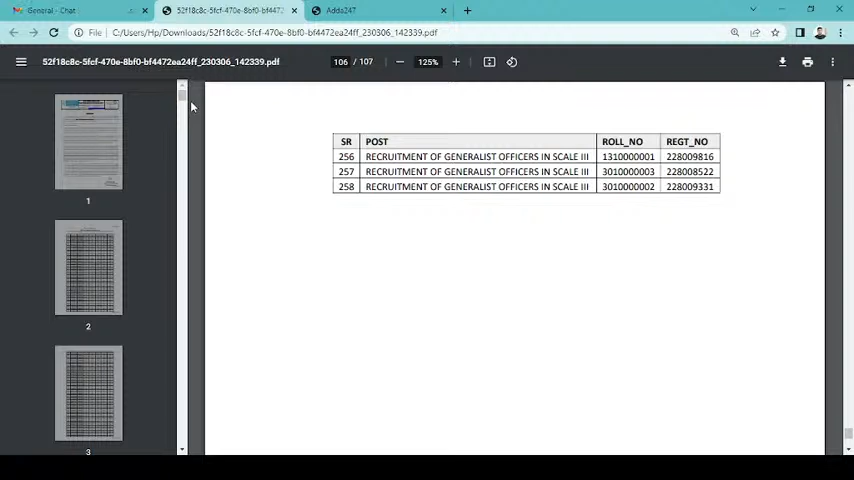 General - Chat
52f18c8c-5fcf-470e-8bf0-bf4472
Adda247
File C:/Users/Hp/Downloads/52f18c8c-5fcf-470e-8bf0-bf4472ea24ff_230306_142339.pdf
52f18c8c-5fcf-470e-8bf0-bf4472ea24ff_230306_142339.pdf 106 / 107 125%
SR POST ROLL_NO REGT_NO
256 RECRUITMENT OF GENERALIST OFFICERS IN SCALE III 1310000001 228009816
257 RECRUITMENT OF GENERALIST OFFICERS IN SCALE III 3010000003 228008522
258 RECRUITMENT OF GENERALIST OFFICERS IN SCALE III 3010000002 228009331
1
2
3